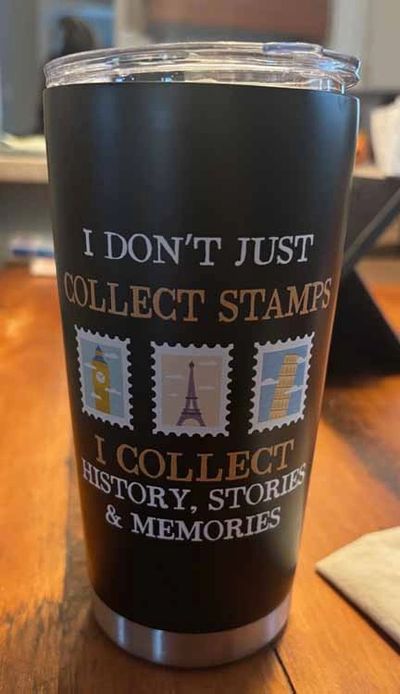 I DON'T JUST
COLLECT STAMPS
I COLLECT
HISTORY, STORIES
& MEMORIES